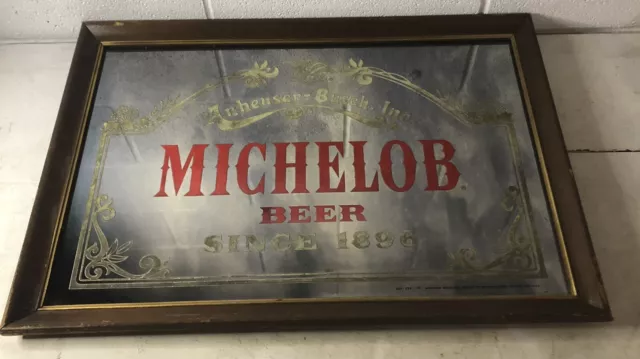 Anheuser-Busch, Inc.
MICHELOB
BEER
SINCE 1896